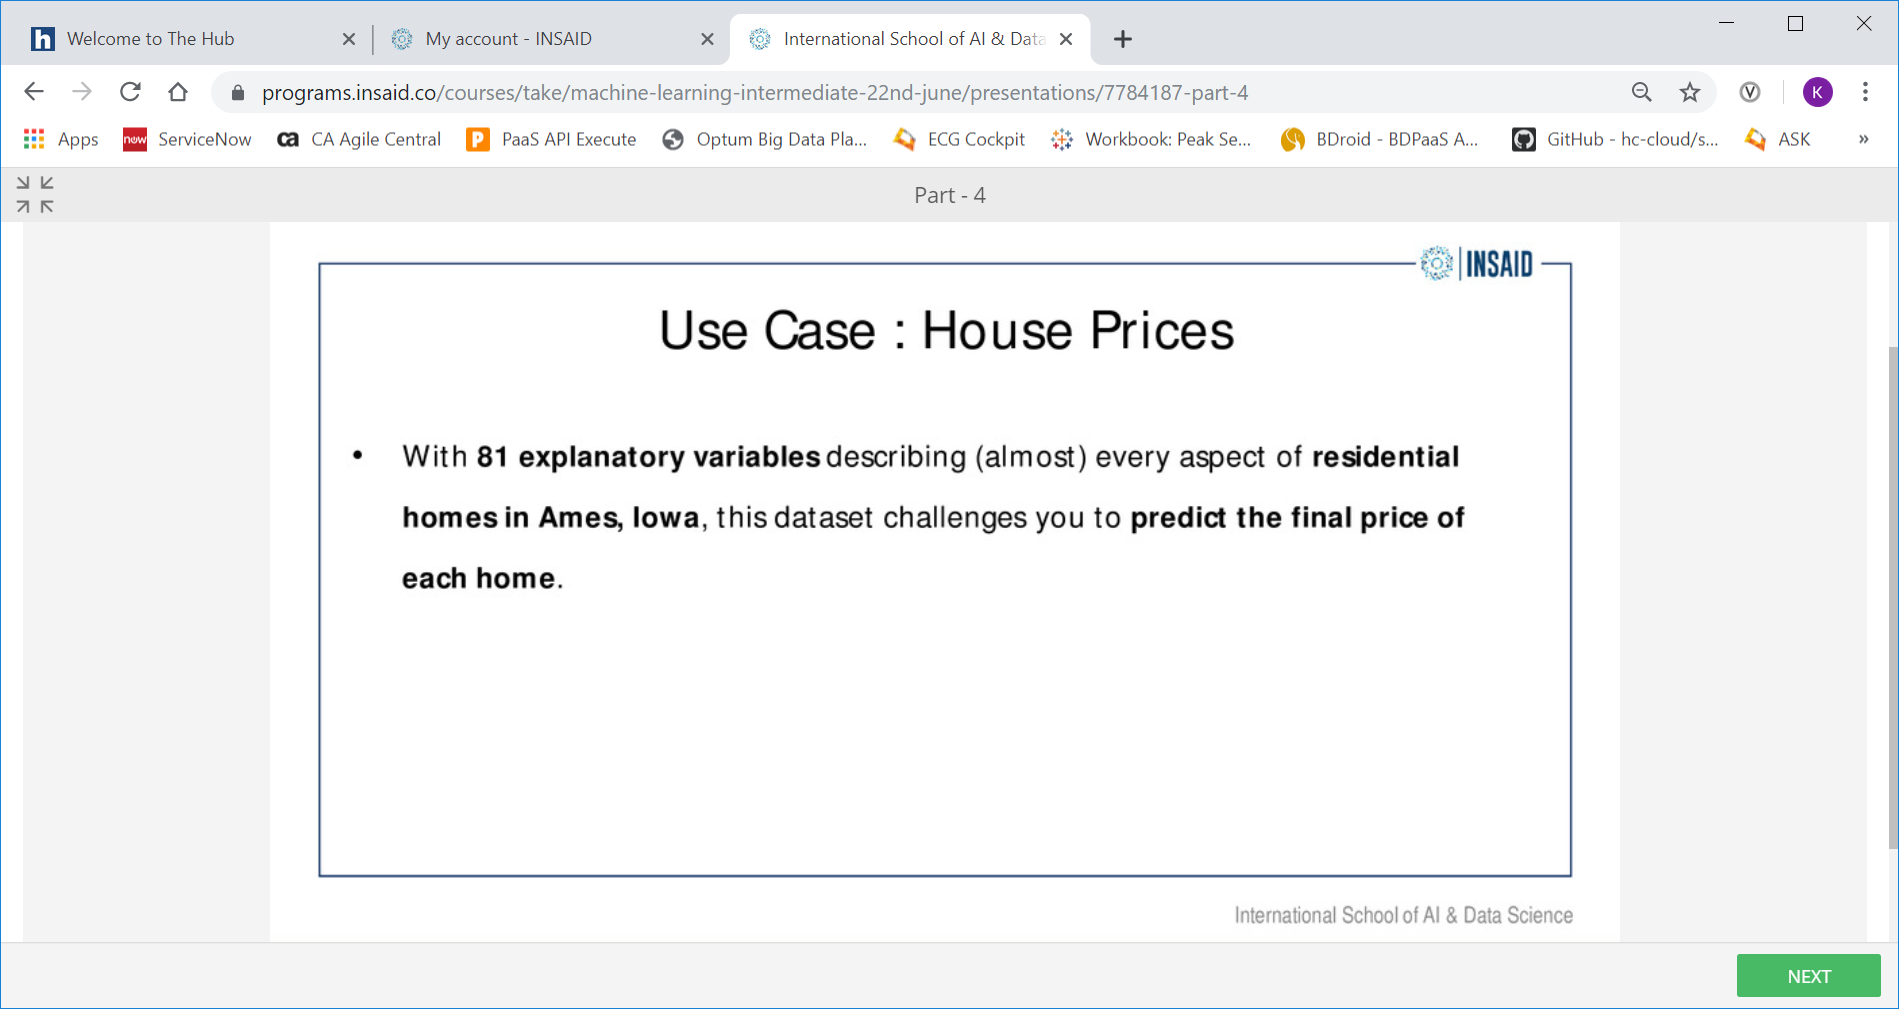 h Welcome to The Hub
My account - INSAID
International School of AI & Data
programs.insaid.co/courses/take/machine-learning-intermediate-22nd-june/presentations/7784187-part-4
V
K
Apps
now ServiceNow
ca CA Agile Central
P PaaS API Execute
Optum Big Data Pla...
ECG Cockpit
Workbook: Peak Se...
BDroid - BDPaaS A...
GitHub - hc-cloud/s...
ASK
»
Part - 4
INSAID
Use Case : House Prices
• With 81 explanatory variables describing (almost) every aspect of residential
homes in Ames, Iowa, this dataset challenges you to predict the final price of
each home.
International School of AI & Data Science
NEXT